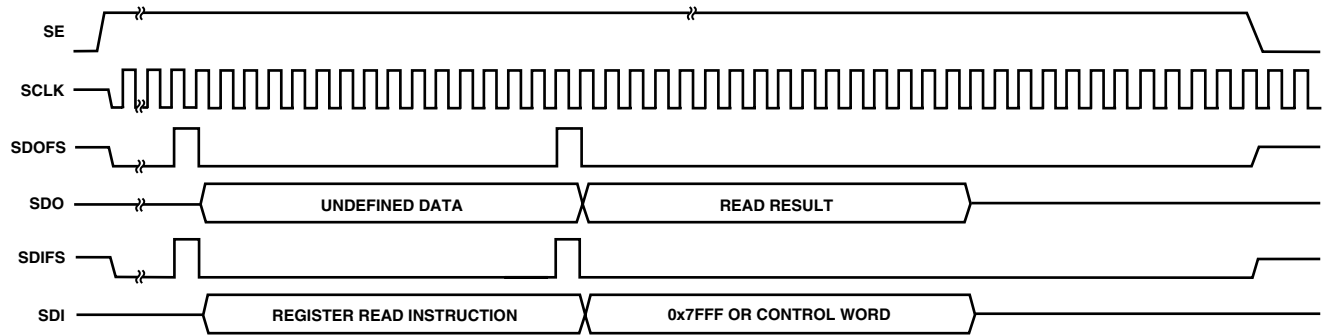 SE
SCLK
SDOFS
SDO
UNDEFINED DATA
READ RESULT
SDIFS
SDI
REGISTER READ INSTRUCTION
0x7FFF OR CONTROL WORD